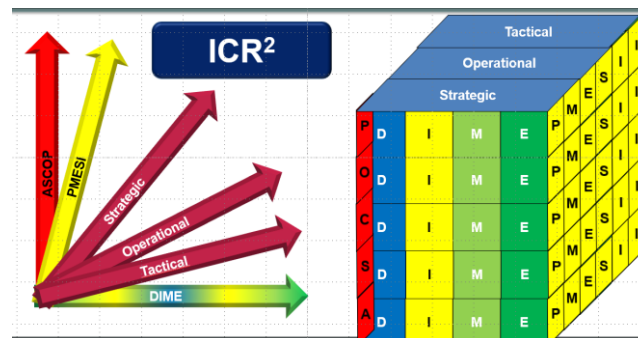 ICR²
ASCOP
PMESI
Strategic
Operational
Tactical
DIME
Tactical
Operational
Strategic
P D I M E P M E S I I
O D I M E P M E S I I
C D I M E P M E S I I
S D I M E P M E S I I
A D I M E P M E S I I